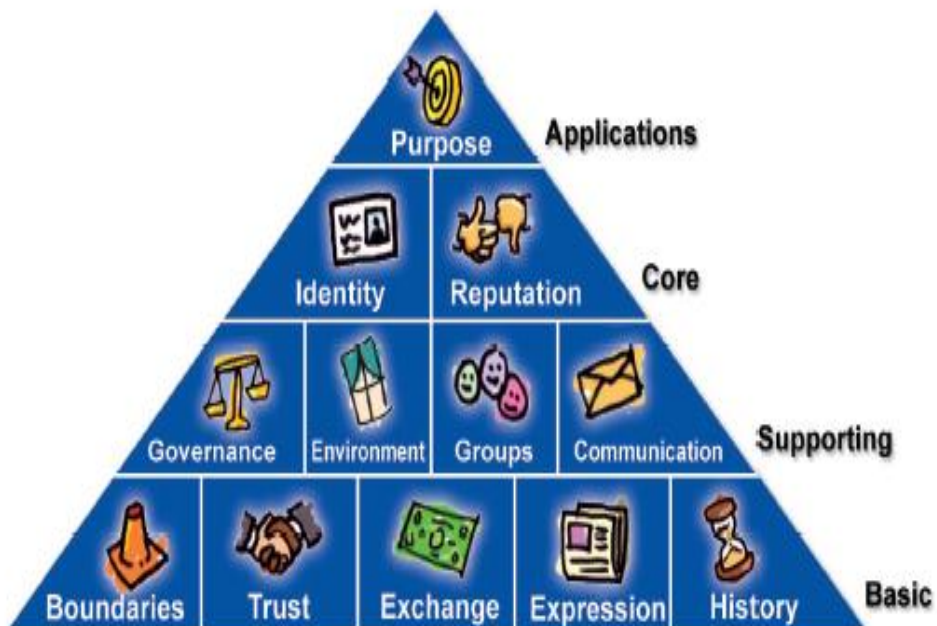 Purpose
Applications
Identity Reputation
Core
Governance Environment Groups Communication
Supporting
Boundaries Trust Exchange Expression History
Basic